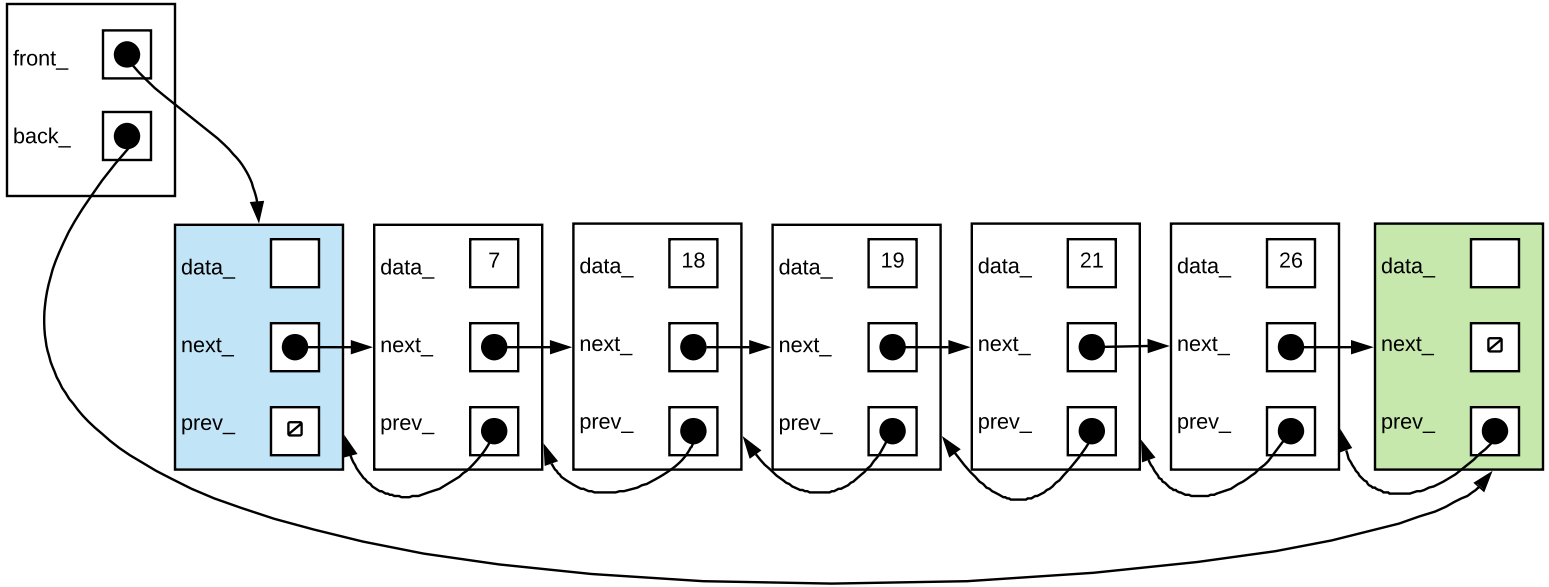 front_
back_
data_ data_ 7 data_ 18 data_ 19 data_ 21 data_ 26 data_
next_ next_ next_ next_ next_ next_ next_
prev_ prev_ prev_ prev_ prev_ prev_ prev_